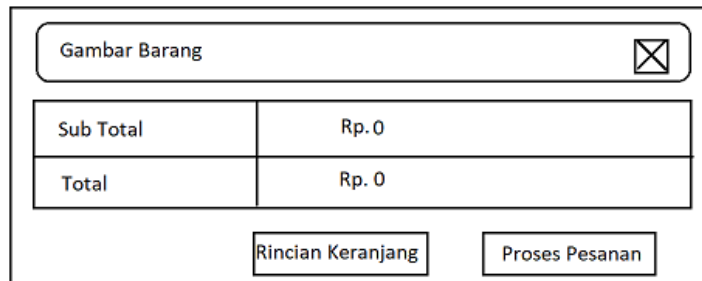 Gambar Barang
Sub Total Rp. 0
Total Rp. 0
Rincian Keranjang Proses Pesanan